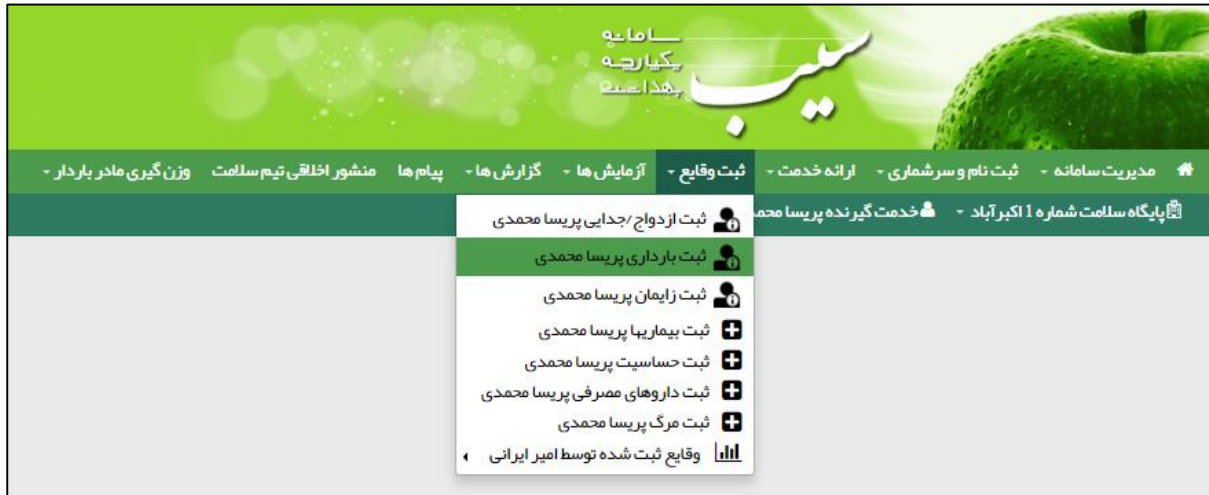 سامانه
یکپارچه
بهداشت
سیب
مدیریت سامانه
ثبت نام و سرشماری
ارائه خدمت
ثبت وقایع
آزمایش ها
گزارش ها
پیام ها
منشور اخلاقی تیم سلامت
وزن گیری مادر باردار
پایگاه سلامت شماره 1 اکبرآباد
خدمت گیرنده پریسا محمد
ثبت ازدواج/جدایی پریسا محمدی
ثبت بارداری پریسا محمدی
ثبت زایمان پریسا محمدی
ثبت بیماریها پریسا محمدی
ثبت حساسیت پریسا محمدی
ثبت داروهای مصرفی پریسا محمدی
ثبت مرگ پریسا محمدی
وقایع ثبت شده توسط امیر ایرانی